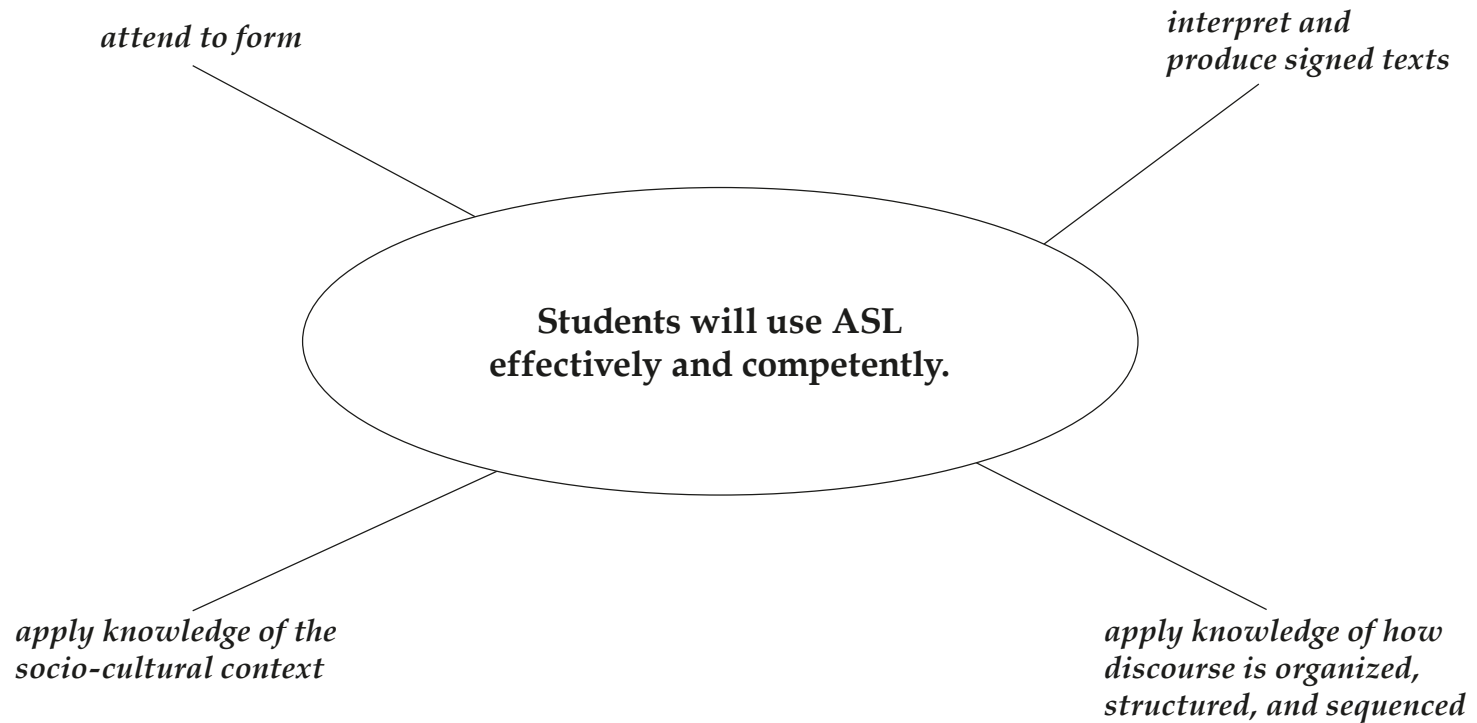 attend to form
interpret and
produce signed texts
Students will use ASL
effectively and competently.
apply knowledge of the
socio-cultural context
apply knowledge of how
discourse is organized,
structured, and sequenced